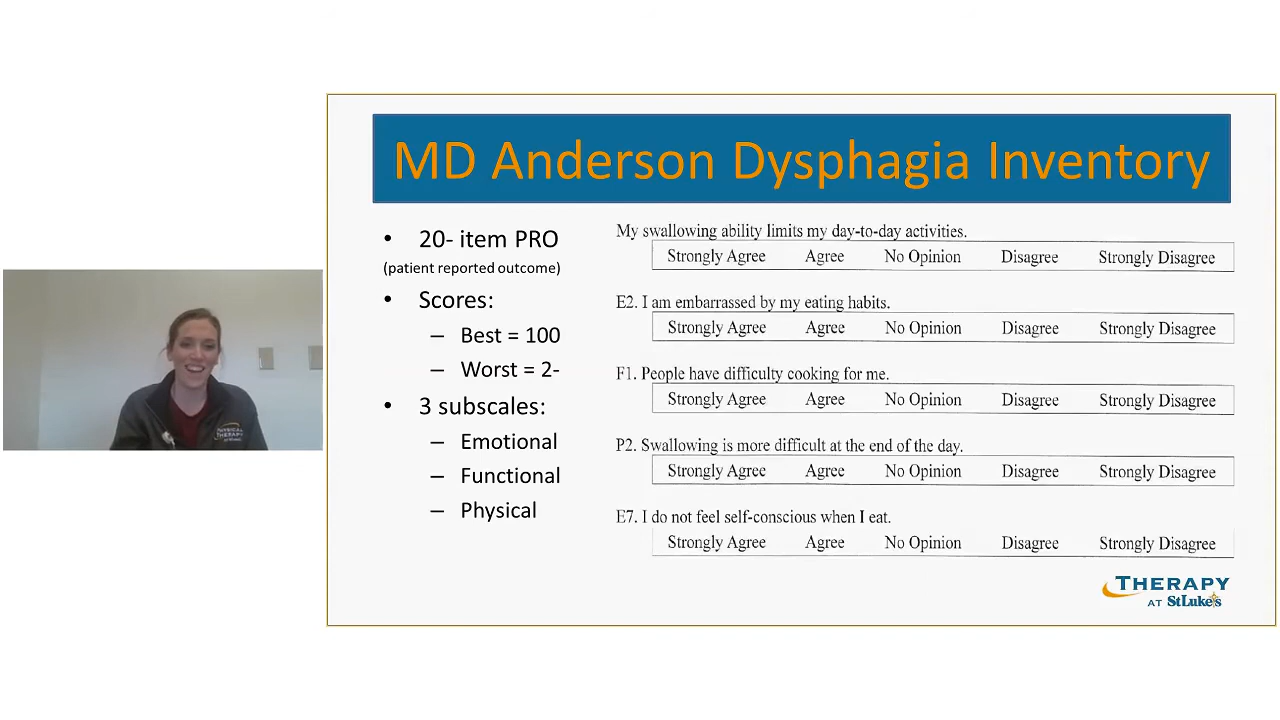 MD Anderson Dysphagia Inventory
• 20- item PRO
(patient reported outcome)
• Scores:
– Best = 100
– Worst = 2-
• 3 subscales:
– Emotional
– Functional
– Physical
My swallowing ability limits my day-to-day activities.
Strongly Agree Agree No Opinion Disagree Strongly Disagree
E2. I am embarrassed by my eating habits.
Strongly Agree Agree No Opinion Disagree Strongly Disagree
F1. People have difficulty cooking for me.
Strongly Agree Agree No Opinion Disagree Strongly Disagree
P2. Swallowing is more difficult at the end of the day.
Strongly Agree Agree No Opinion Disagree Strongly Disagree
E7. I do not feel self-conscious when I eat.
Strongly Agree Agree No Opinion Disagree Strongly Disagree
THERAPY
AT StLuke's
PHYSICAL
THERAPY